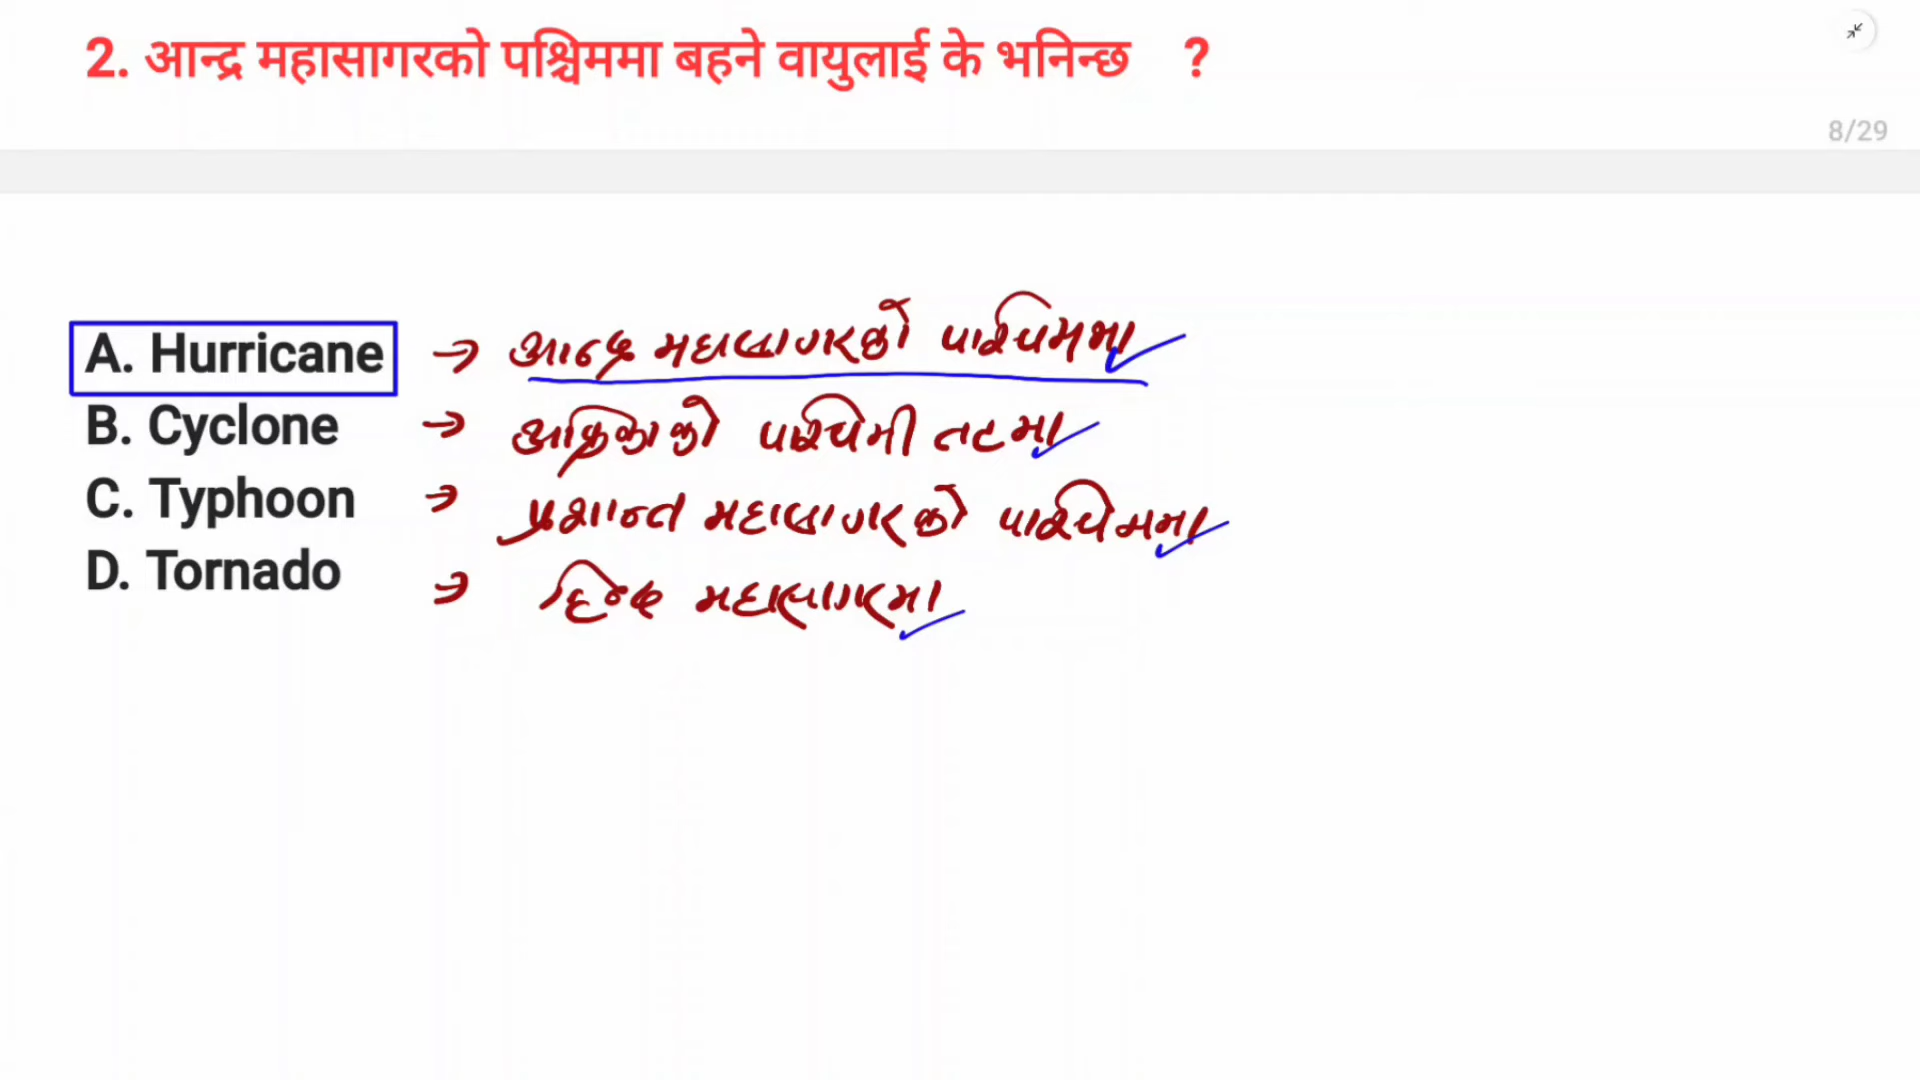 2. आन्द्र महासागरको पश्चिममा बहने वायुलाई के भनिन्छ ?
8/29
A. Hurricane → आन्द्र महासागरको पश्चिममा
B. Cyclone → अफ्रिकाको पश्चिमी तटमा
C. Typhoon → प्रशान्त महासागरको पश्चिममा
D. Tornado → हिन्द महासागरमा